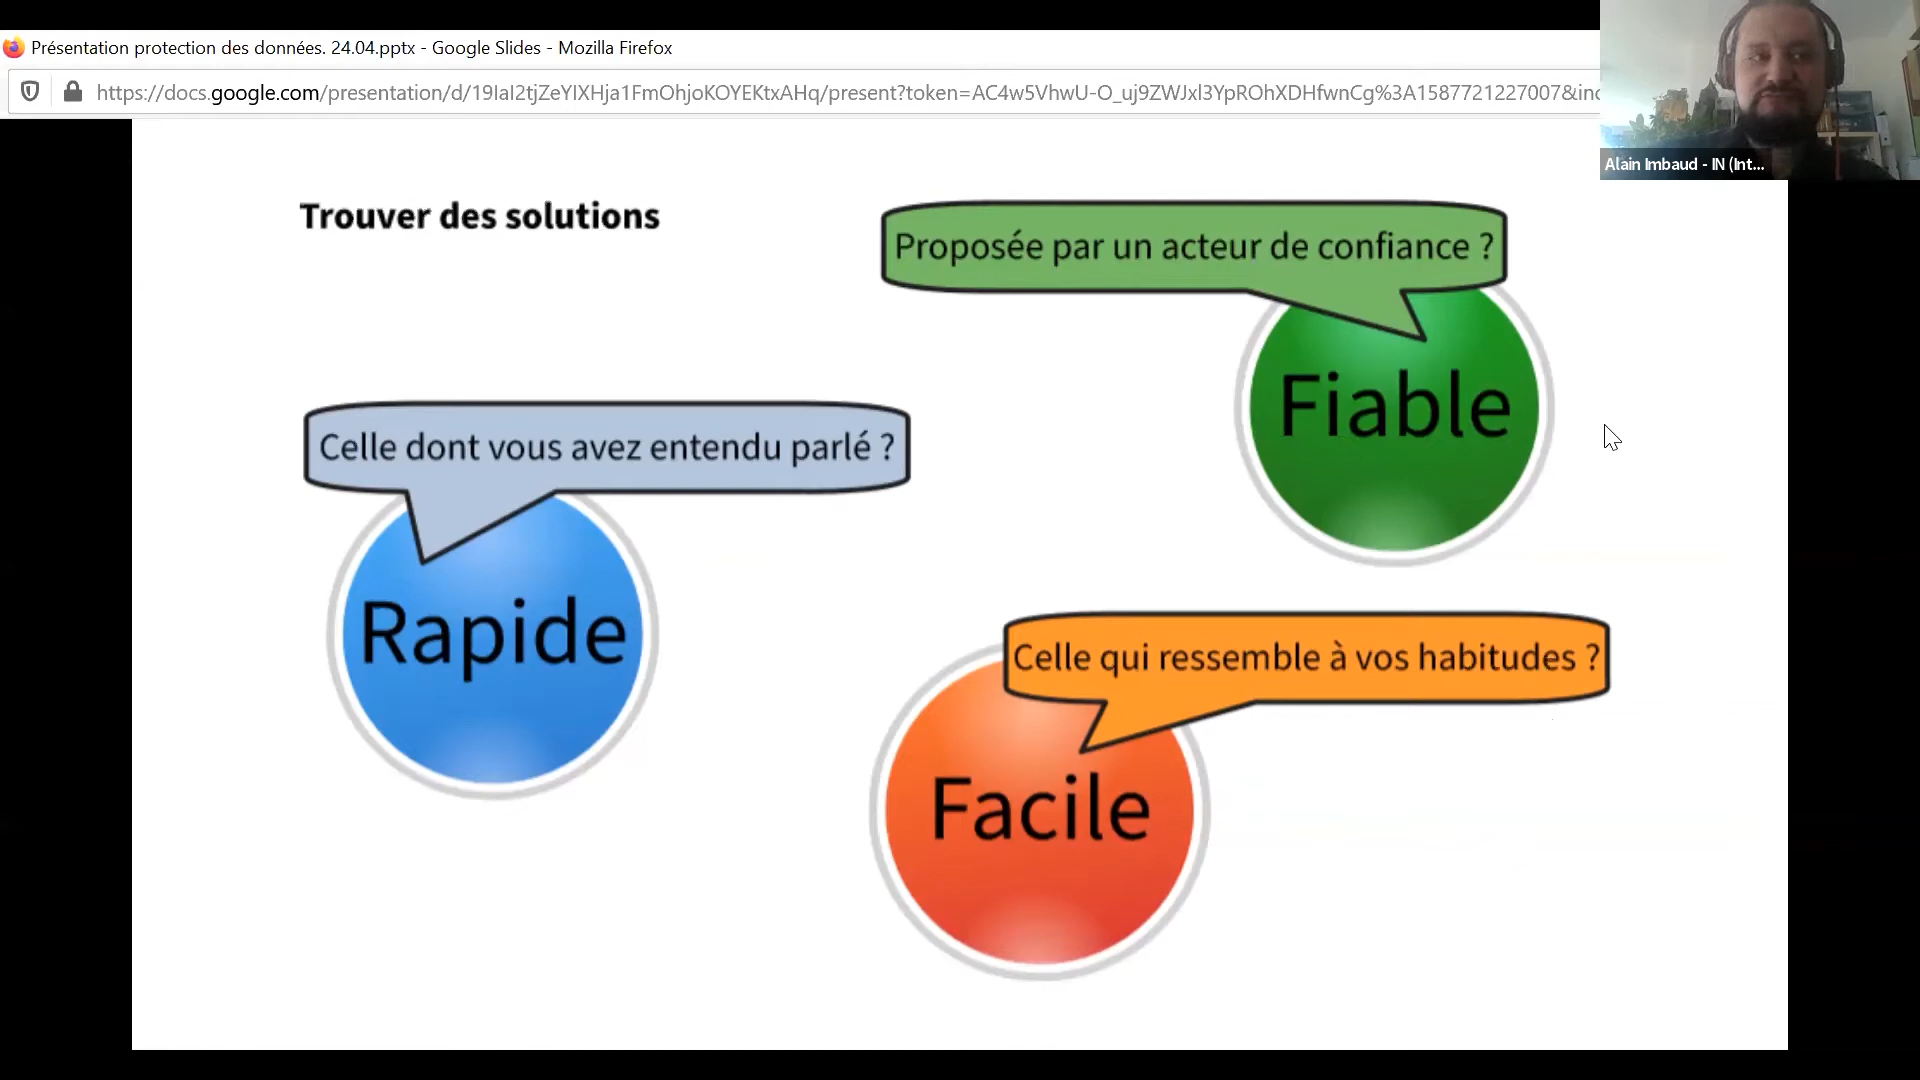 Présentation protection des données. 24.04.pptx - Google Slides - Mozilla Firefox
https://docs.google.com/presentation/d/19IaI2tjZeYIXHja1FmOhjoKOYEKtxAHq/present?token=AC4w5VhwU-O_uj9ZWJxl3YpROhXDHfwnCg%3A1587721227007&inc
Alain Imbaud - IN (Int...
Trouver des solutions
Proposée par un acteur de confiance ?
Fiable
Celle dont vous avez entendu parlé ?
Rapide
Celle qui ressemble à vos habitudes ?
Facile